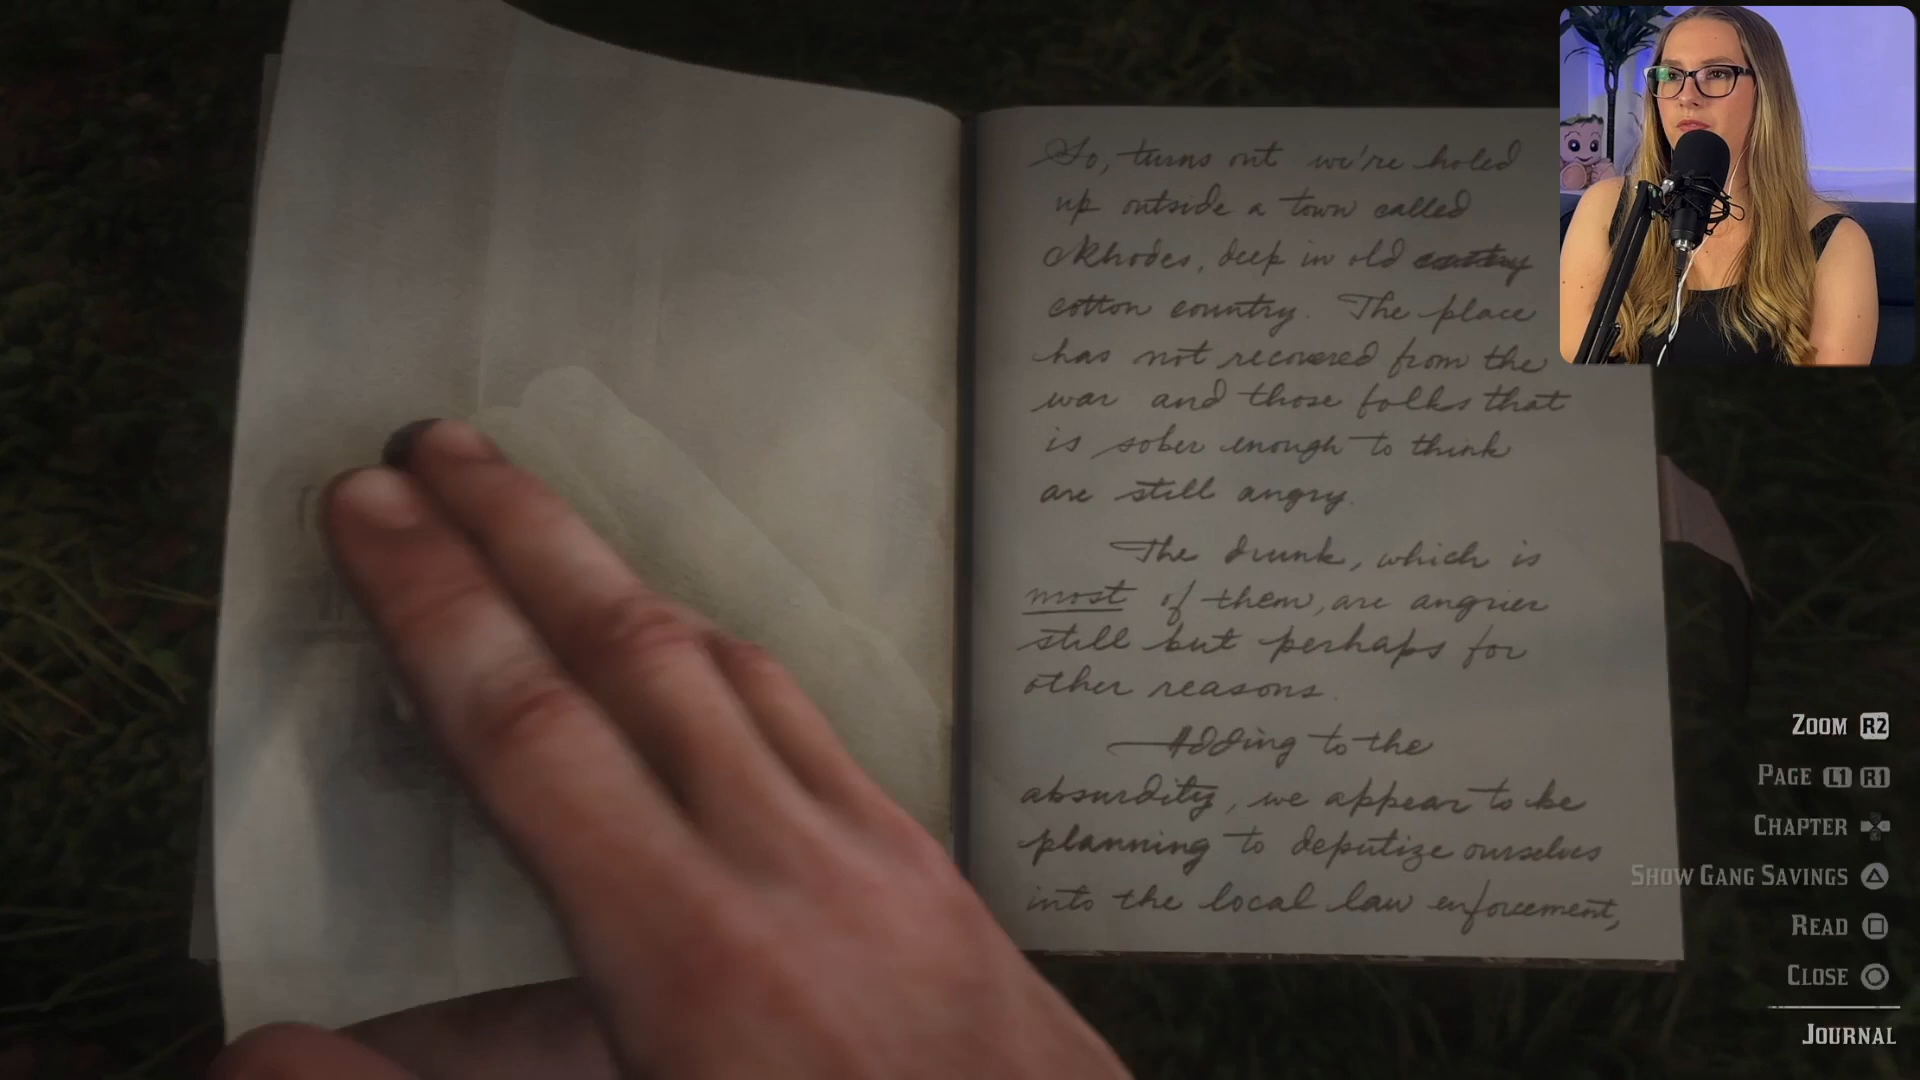 So, turns out we're holed
up outside a town called
Rhodes, deep in old country
cotton country. The place
has not recovered from the
war and those folks that
is sober enough to think
are still angry.
The drunk, which is
most of them, are angrier
still but perhaps for
other reasons.
Adding to the
absurdity, we appear to be
planning to deputize ourselves
into the local law enforcement,
ZOOM R2
PAGE L1 R1
CHAPTER
SHOW GANG SAVINGS
READ
CLOSE
JOURNAL